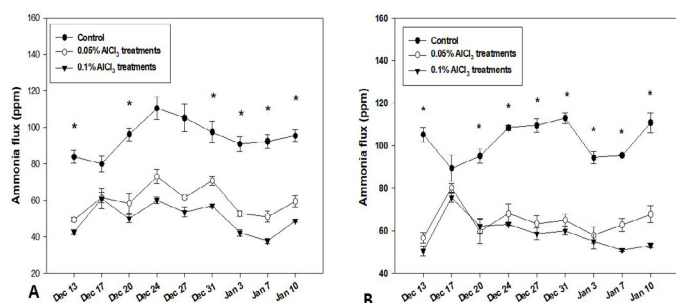 160
140
120
100
80
60
40
20
Ammonia flux (ppm)
Control
0.05% AlCl3 treatments
0.1% AlCl3 treatments
* * * * * *
Dec 13 Dec 17 Dec 20 Dec 24 Dec 27 Dec 31 Jan 3 Jan 7 Jan 10
A
160
140
120
100
80
60
40
Ammonia flux (ppm)
Control
0.05% AlCl3 treatments
0.1% AlCl3 treatments
* * * * * * * *
Dec 13 Dec 17 Dec 20 Dec 24 Dec 27 Dec 31 Jan 3 Jan 7 Jan 10
B